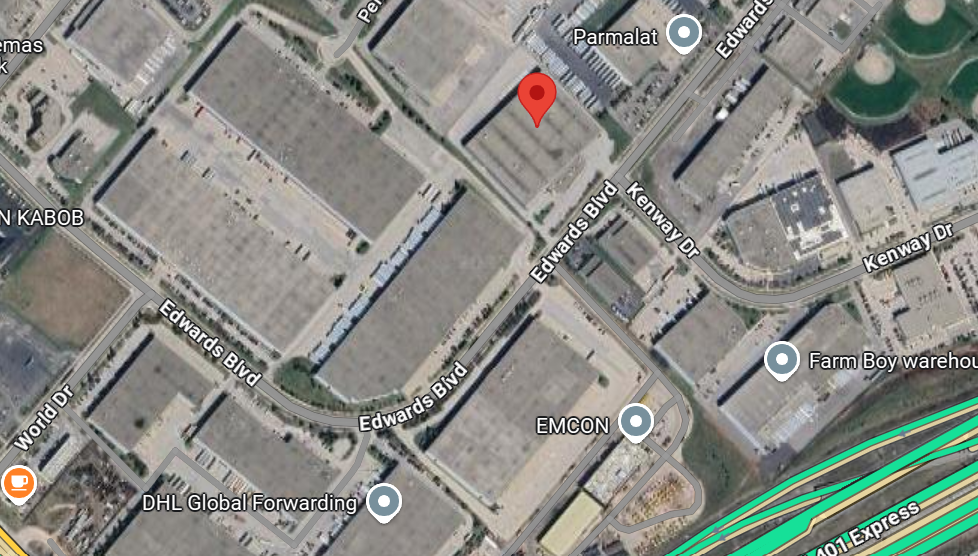 Per
emas
k
Parmalat
Edwards
N KABOB
Edwards Blvd
Kenway Dr
Kenway Dr
Edwards Blvd
Edwards Blvd
Farm Boy warehou
World Dr
EMCON
DHL Global Forwarding
401 Express